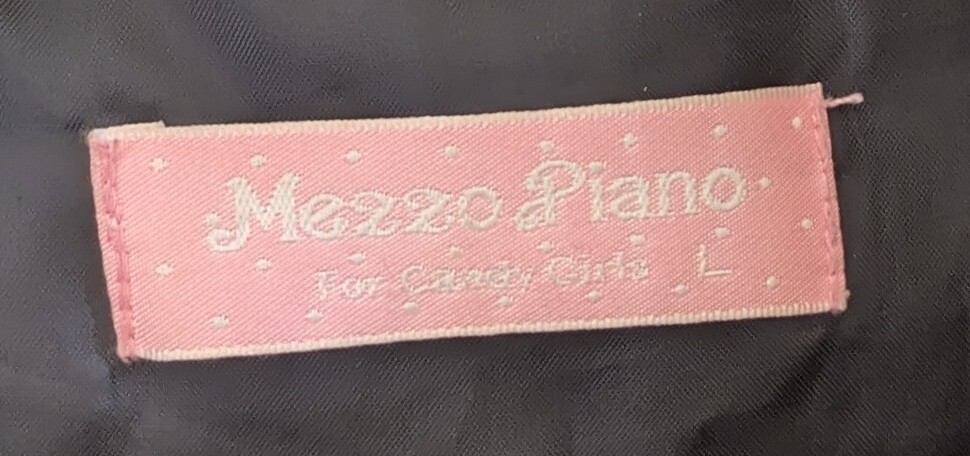 Mezzo Piano
For Candy Girls L